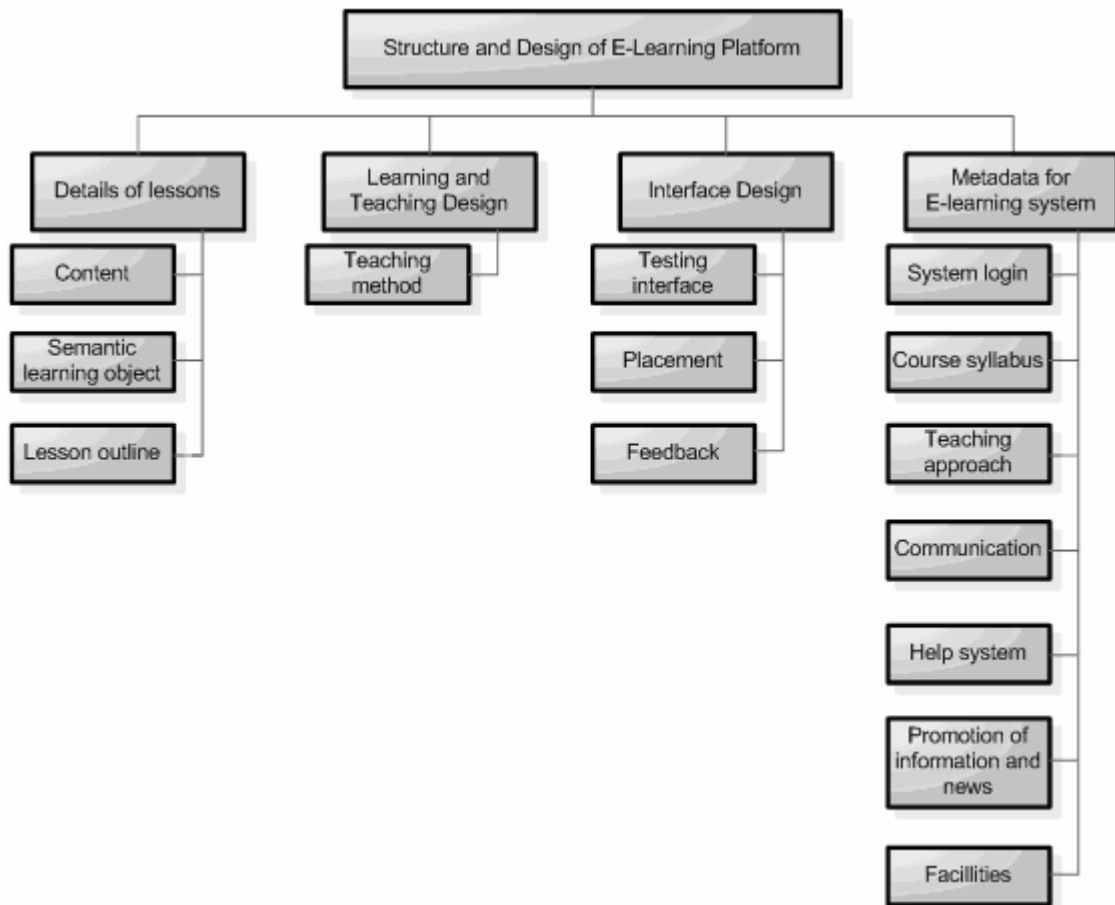 Structure and Design of E-Learning Platform
Details of lessons
Content
Semantic
learning object
Lesson outline
Learning and
Teaching Design
Teaching
method
Interface Design
Testing
interface
Placement
Feedback
Metadata for
E-learning system
System login
Course syllabus
Teaching
approach
Communication
Help system
Promotion of
information and
news
Facillities